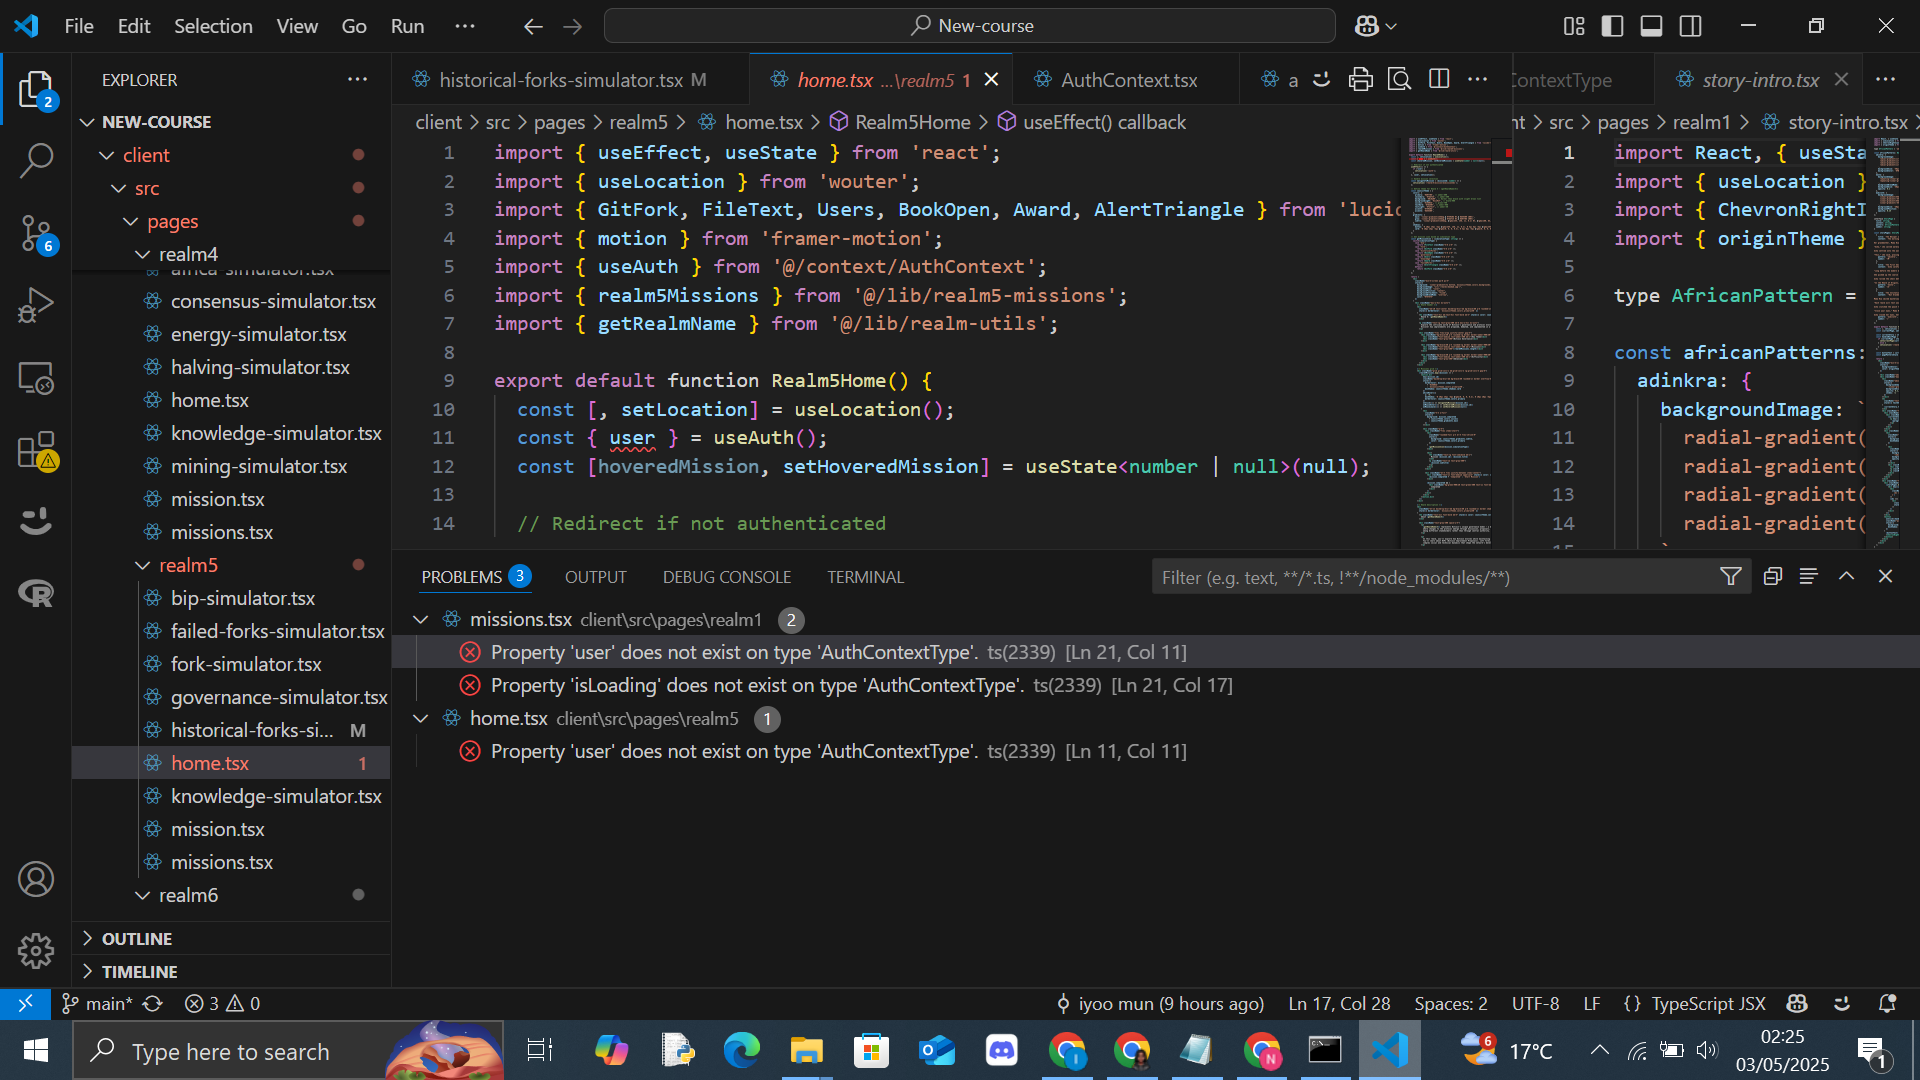 File Edit Selection View Go Run
New-course
EXPLORER
NEW-COURSE
client
src
pages
realm4
africa-simulator.tsx
consensus-simulator.tsx
energy-simulator.tsx
halving-simulator.tsx
home.tsx
knowledge-simulator.tsx
mining-simulator.tsx
mission.tsx
missions.tsx
realm5
bip-simulator.tsx
failed-forks-simulator.tsx
fork-simulator.tsx
governance-simulator.tsx
historical-forks-si... M
home.tsx 1
knowledge-simulator.tsx
mission.tsx
missions.tsx
realm6
OUTLINE
TIMELINE
2
6
historical-forks-simulator.tsx M
home.tsx ...\realm5 1
AuthContext.tsx
a
client > src > pages > realm5 > home.tsx > Realm5Home > useEffect() callback
1 import { useEffect, useState } from 'react';
2 import { useLocation } from 'wouter';
3 import { GitFork, FileText, Users, BookOpen, Award, AlertTriangle } from 'lucid
4 import { motion } from 'framer-motion';
5 import { useAuth } from '@/context/AuthContext';
6 import { realm5Missions } from '@/lib/realm5-missions';
7 import { getRealmName } from '@/lib/realm-utils';
8
9 export default function Realm5Home() {
10 const [, setLocation] = useLocation();
11 const { user } = useAuth();
12 const [hoveredMission, setHoveredMission] = useState<number | null>(null);
13
14 // Redirect if not authenticated
ContextType
story-intro.tsx
nt > src > pages > realm1 > story-intro.tsx >
1 import React, { useSta
2 import { useLocation }
3 import { ChevronRightI
4 import { originTheme }
5
6 type AfricanPattern =
7
8 const africanPatterns:
9 adinkra: {
10 backgroundImage: `
11 radial-gradient(
12 radial-gradient(
13 radial-gradient(
14 radial-gradient(
15 `
PROBLEMS 3 OUTPUT DEBUG CONSOLE TERMINAL
Filter (e.g. text, **/*.ts, !**/node_modules/**)
missions.tsx client\src\pages\realm1 2
Property 'user' does not exist on type 'AuthContextType'. ts(2339) [Ln 21, Col 11]
Property 'isLoading' does not exist on type 'AuthContextType'. ts(2339) [Ln 21, Col 17]
home.tsx client\src\pages\realm5 1
Property 'user' does not exist on type 'AuthContextType'. ts(2339) [Ln 11, Col 11]
main* 3 0
iyoo mun (9 hours ago) Ln 17, Col 28 Spaces: 2 UTF-8 LF {} TypeScript JSX
Type here to search
I
N
6
17°C
02:25
03/05/2025
1